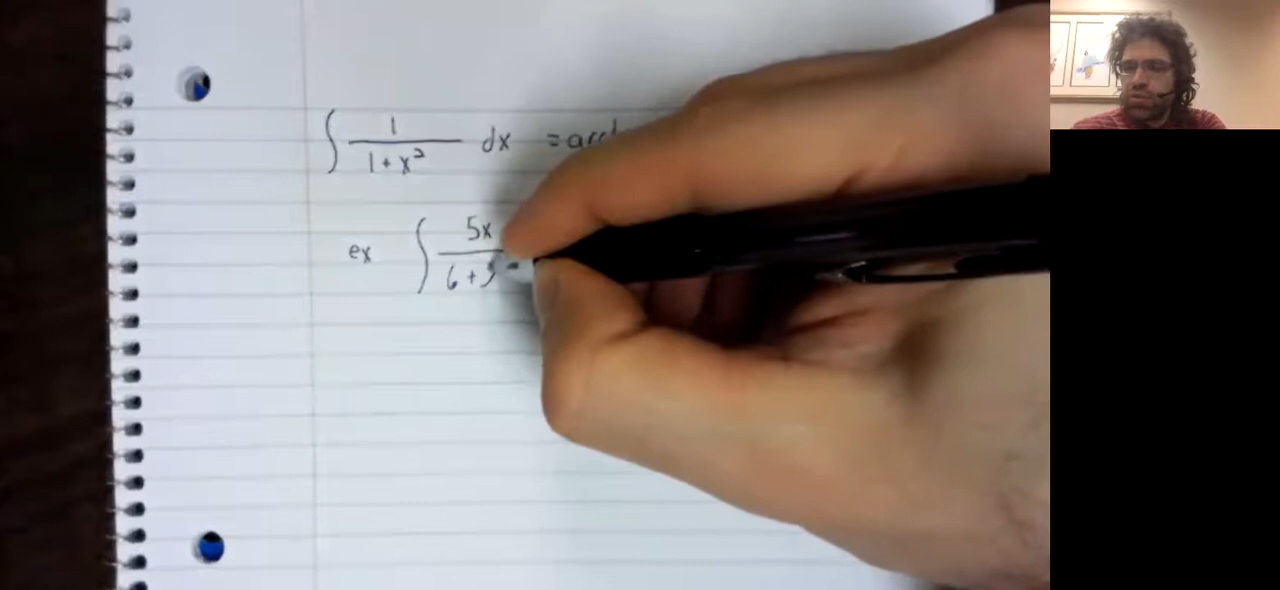 ∫ 1/(1 + x²) dx = arc
ex ∫ 5x/(6 +